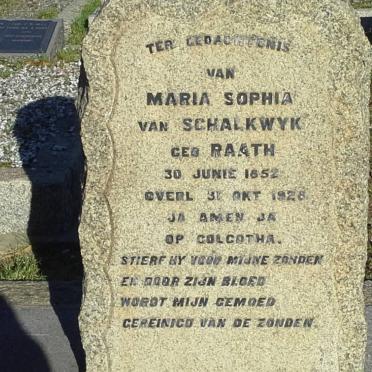 TER GEDACHTENIS
VAN
MARIA SOPHIA
VAN SCHALKWYK
GEB RAATH
30 JUNIE 1852
OVERL 31 OKT 1928
JA AMEN JA
OP GOLGOTHA.
STIERF HY VOOR MIJNE ZONDEN
EN DOOR ZIJN BLOED
WORDT MIJN GEMOED
GEREINIGD VAN DE ZONDEN.